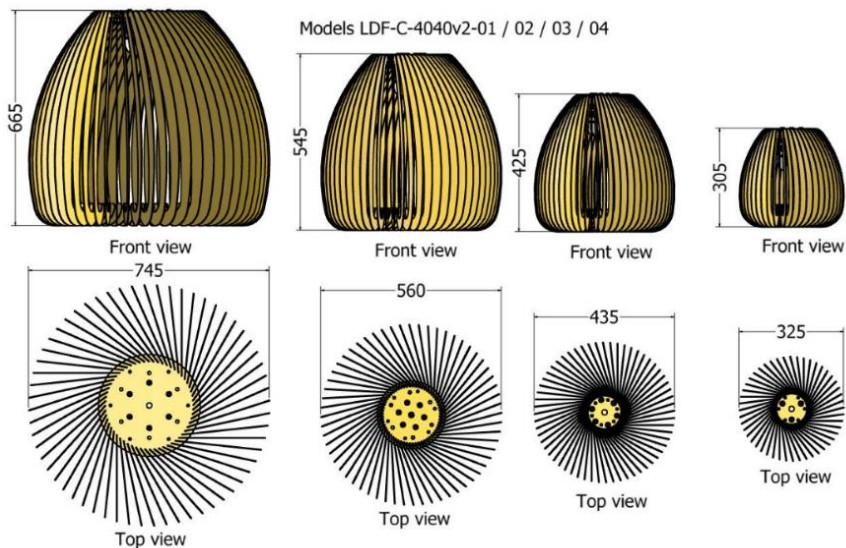 Models LDF-C-4040v2-01 / 02 / 03 / 04
665
545
425
305
Front view
Front view
Front view
Front view
745
560
435
325
Top view
Top view
Top view
Top view